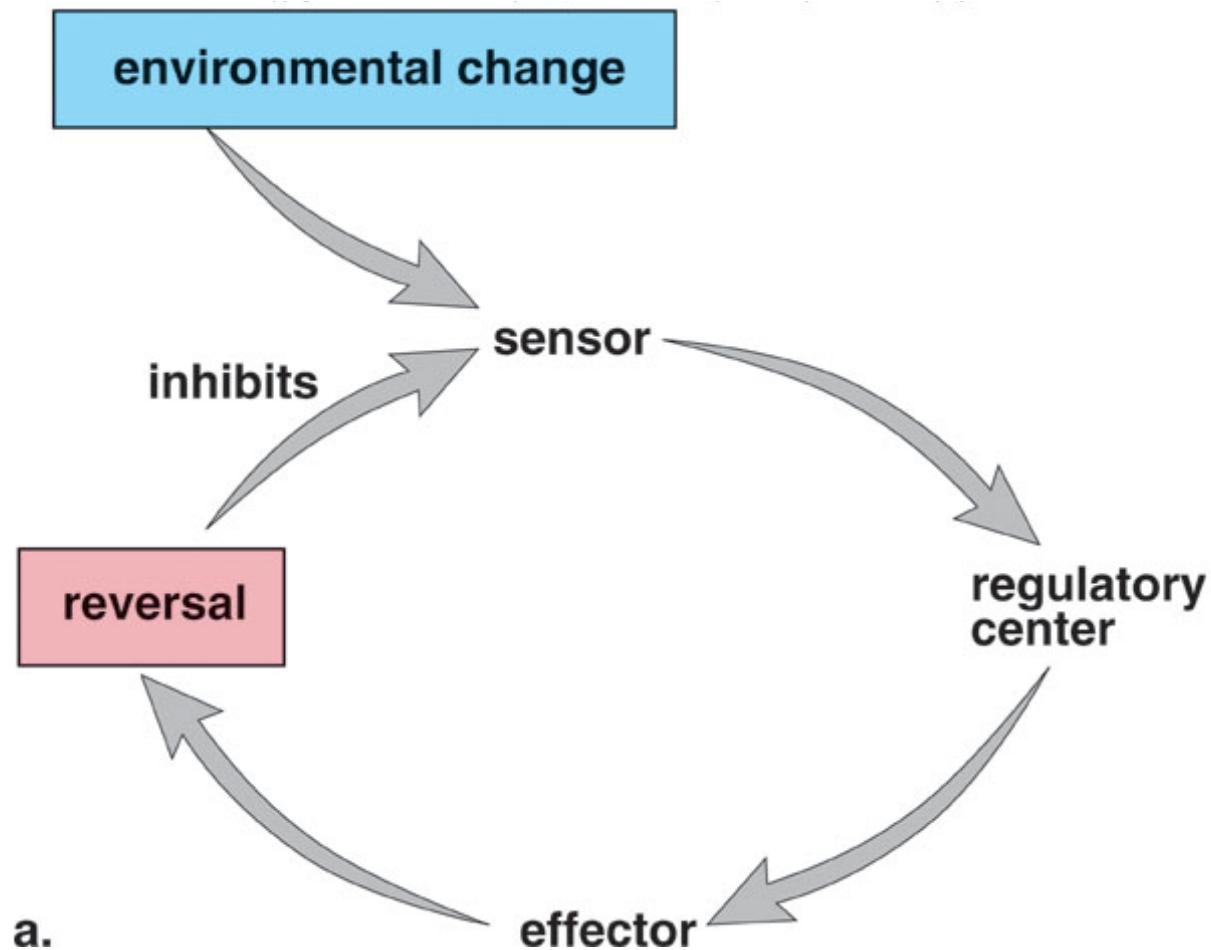 environmental change
sensor
inhibits
regulatory
center
reversal
effector
a.